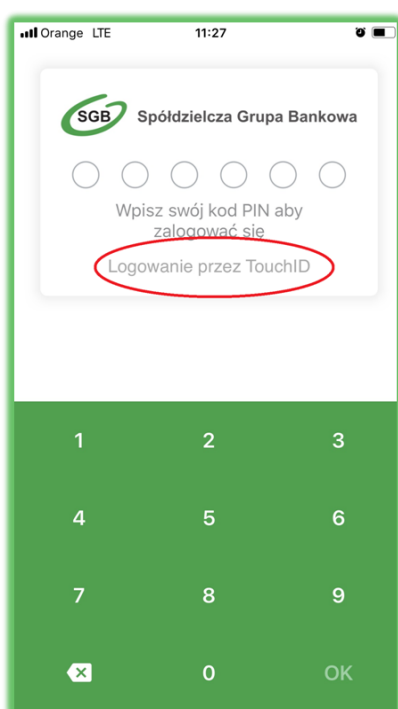 Orange LTE 11:27
SGB Spółdzielcza Grupa Bankowa
Wpisz swój kod PIN aby
zalogować się
Logowanie przez TouchID
1 2 3
4 5 6
7 8 9
0 OK